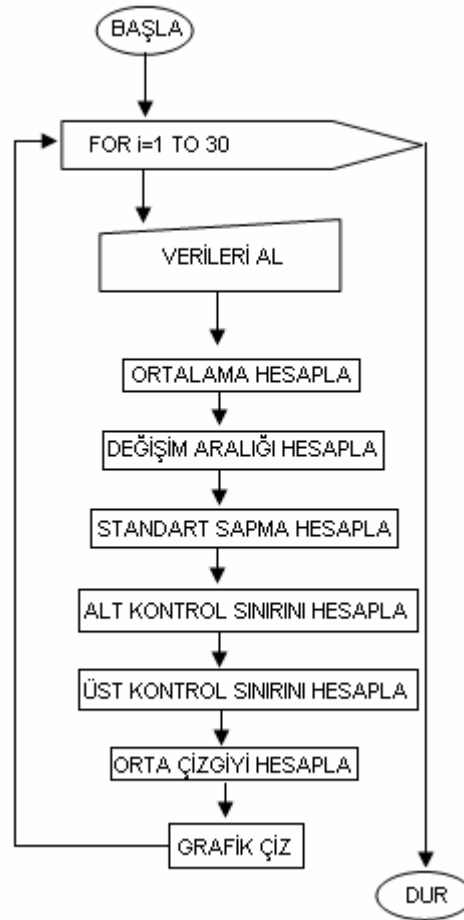 BAŞLA
FOR i=1 TO 30
VERİLERİ AL
ORTALAMA HESAPLA
DEĞİŞİM ARALIĞI HESAPLA
STANDART SAPMA HESAPLA
ALT KONTROL SINIRINI HESAPLA
ÜST KONTROL SINIRINI HESAPLA
ORTA ÇİZGİYİ HESAPLA
GRAFİK ÇİZ
DUR